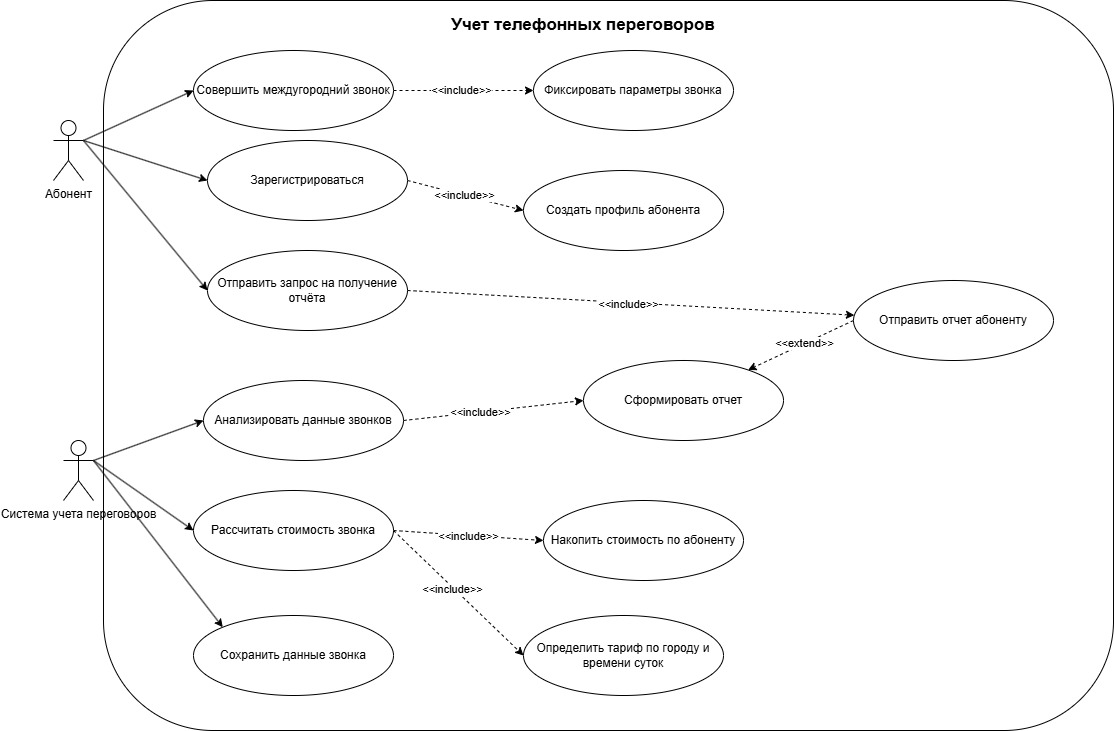 Учет телефонных переговоров
Совершить междугородний звонок
<<include>>
Фиксировать параметры звонка
Абонент
Зарегистрироваться
<<include>>
Создать профиль абонента
Отправить запрос на получение
отчёта
<<include>>
Отправить отчет абоненту
<<extend>>
Сформировать отчет
Анализировать данные звонков
<<include>>
Система учета переговоров
Рассчитать стоимость звонка
<<include>>
Накопить стоимость по абоненту
<<include>>
Сохранить данные звонка
Определить тариф по городу и
времени суток